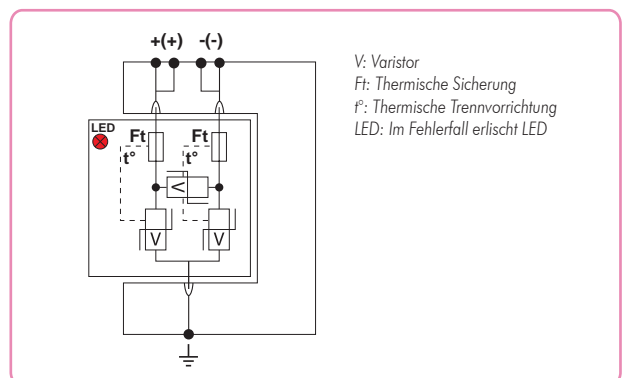 +(+) -(-)
V: Varistor
Ft: Thermische Sicherung
t°: Thermische Trennvorrichtung
LED: Im Fehlerfall erlischt LED
LED
Ft Ft
t° t°
V
V V